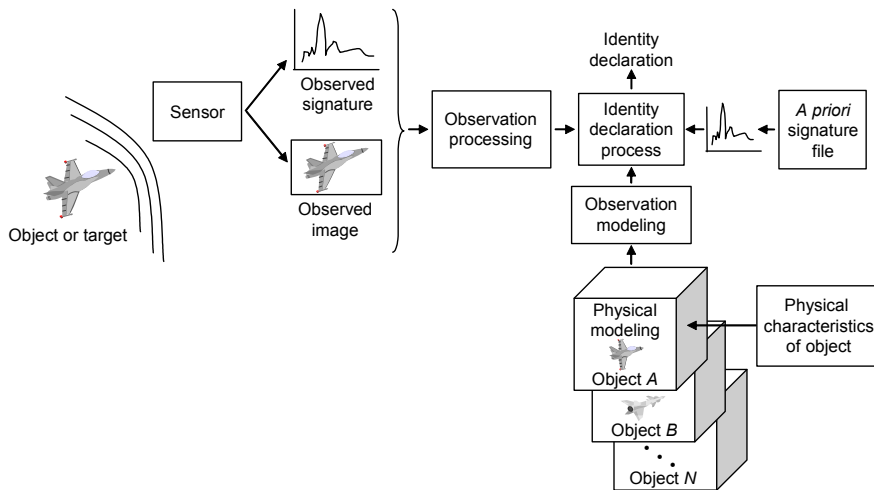 Object or target
Sensor
Observed
signature
Observed
image
Observation
processing
Identity
declaration
Identity
declaration
process
A priori
signature
file
Observation
modeling
Physical
modeling
Object A
Object B
Object N
Physical
characteristics
of object